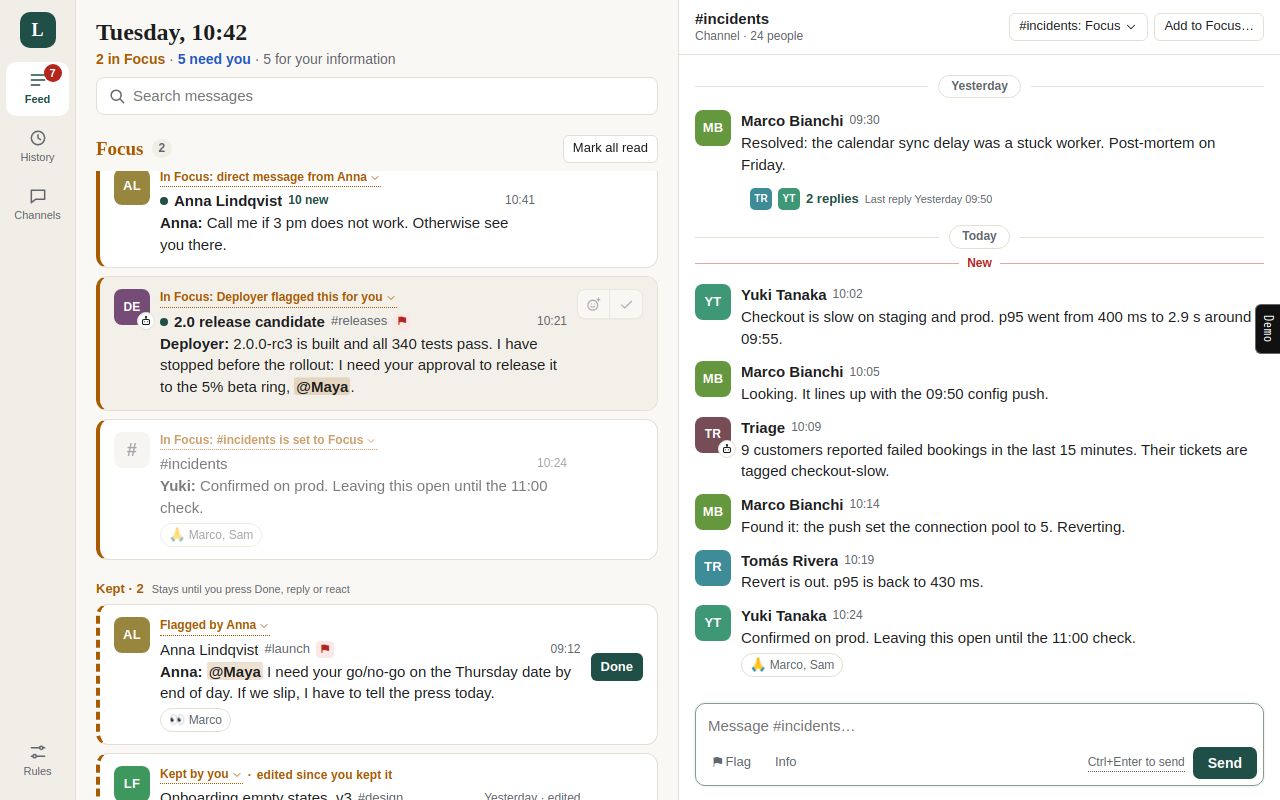 L
7
Feed
History
Channels
Rules
Tuesday, 10:42
2 in Focus · 5 need you · 5 for your information
Search messages
Focus 2
Mark all read
AL
In Focus: direct message from Anna
Anna Lindqvist 10 new 10:41
Anna: Call me if 3 pm does not work. Otherwise see
you there.
DE
In Focus: Deployer flagged this for you
2.0 release candidate #releases 10:21
Deployer: 2.0.0-rc3 is built and all 340 tests pass. I have
stopped before the rollout: I need your approval to release it
to the 5% beta ring, @Maya.
#
In Focus: #incidents is set to Focus
#incidents 10:24
Yuki: Confirmed on prod. Leaving this open until the 11:00
check.
🙏 Marco, Sam
Kept · 2 Stays until you press Done, reply or react
AL
Flagged by Anna
Anna Lindqvist #launch 09:12
Anna: @Maya I need your go/no-go on the Thursday date by
end of day. If we slip, I have to tell the press today.
Done
👀 Marco
LF
Kept by you · edited since you kept it
Onboarding empty states, v3 #design Yesterday · edited
#incidents
Channel · 24 people
#incidents: Focus
Add to Focus…
Yesterday
MB
Marco Bianchi 09:30
Resolved: the calendar sync delay was a stuck worker. Post-mortem on
Friday.
TR YT 2 replies Last reply Yesterday 09:50
Today
New
YT
Yuki Tanaka 10:02
Checkout is slow on staging and prod. p95 went from 400 ms to 2.9 s around
09:55.
MB
Marco Bianchi 10:05
Looking. It lines up with the 09:50 config push.
TR
Triage 10:09
9 customers reported failed bookings in the last 15 minutes. Their tickets are
tagged checkout-slow.
MB
Marco Bianchi 10:14
Found it: the push set the connection pool to 5. Reverting.
TR
Tomás Rivera 10:19
Revert is out. p95 is back to 430 ms.
YT
Yuki Tanaka 10:24
Confirmed on prod. Leaving this open until the 11:00 check.
🙏 Marco, Sam
Message #incidents…
Flag Info Ctrl+Enter to send Send
Demo